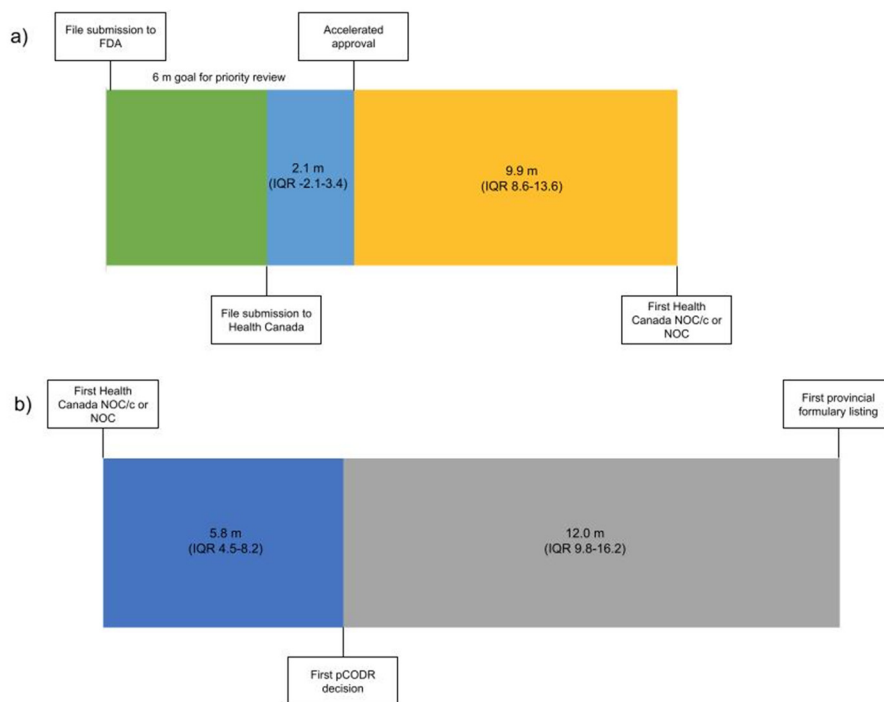 a)
File submission to
FDA
Accelerated
approval
6 m goal for priority review
2.1 m
(IQR -2.1-3.4)
9.9 m
(IQR 8.6-13.6)
File submission to
Health Canada
First Health
Canada NOC/c or
NOC
b)
First Health
Canada NOC/c or
NOC
First provincial
formulary listing
5.8 m
(IQR 4.5-8.2)
12.0 m
(IQR 9.8-16.2)
First pCODR
decision